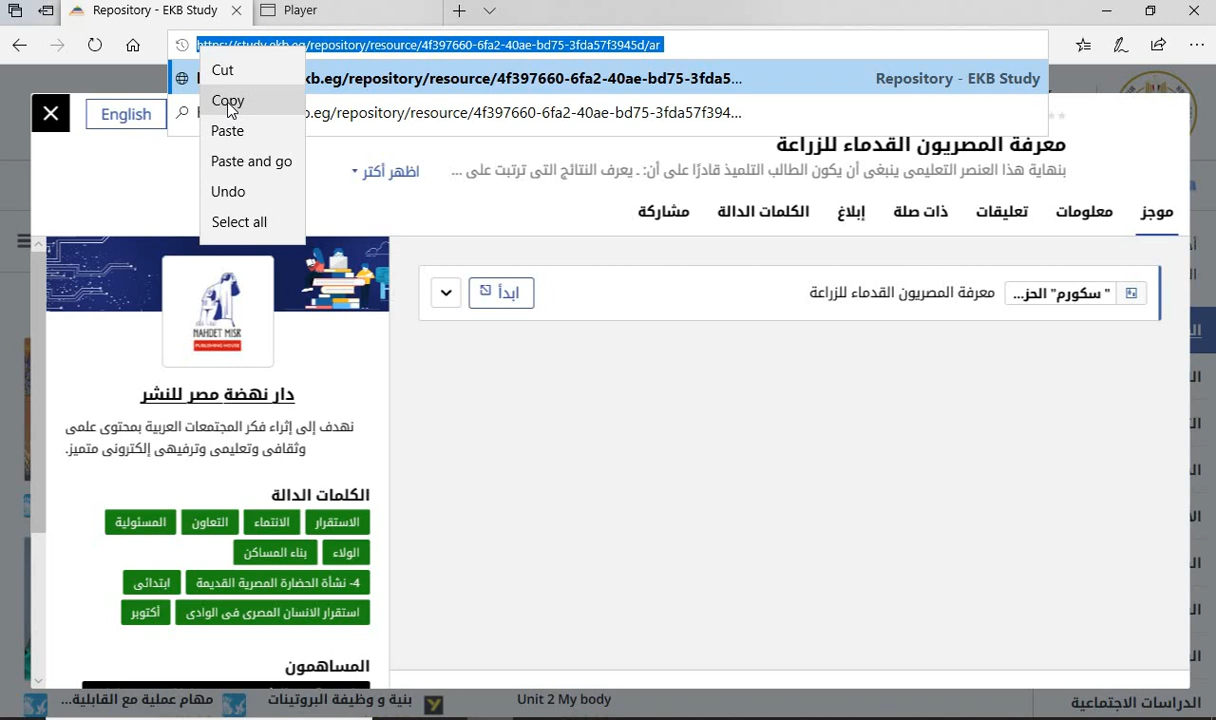 Repository - EKB Study
Player
https://study.ekb.eg/repository/resource/4f397660-6fa2-40ae-bd75-3fda57f3945d/ar
kb.eg/repository/resource/4f397660-6fa2-40ae-bd75-3fda5...
Repository - EKB Study
.eg/repository/resource/4f397660-6fa2-40ae-bd75-3fda57f394...
Cut
Copy
Paste
Paste and go
Undo
Select all
English
معرفة المصريون القدماء للزراعة
بنهاية هذا العنصر التعليمى ينبغى أن يكون الطالب التلميذ قادرًا على أن: ـ يعرف النتائج التى ترتبت على ...
اظهر أكتر
موجز
معلومات
تعليقات
ذات صلة
إبلاغ
الكلمات الدالة
مشاركة
" سكورم" الحز...
معرفة المصريون القدماء للزراعة
ابدأ
NAHDET MISR
PUBLISHING HOUSE
دار نهضة مصر للنشر
نهدف إلى إثراء فكر المجتمعات العربية بمحتوى علمى
وثقافى وتعليمى وترفيهى إلكترونى متميز.
الكلمات الدالة
الاستقرار
الانتماء
التعاون
المسئولية
الولاء
بناء المساكن
4- نشأة الحضارة المصرية القديمة
ابتدائى
استقرار الانسان المصرى فى الوادى
أكتوبر
المساهمون
الدراسات الاجتماعية
Unit 2 My body
بنية و وظيفة البروتينات
مهام عملية مع القابلية...